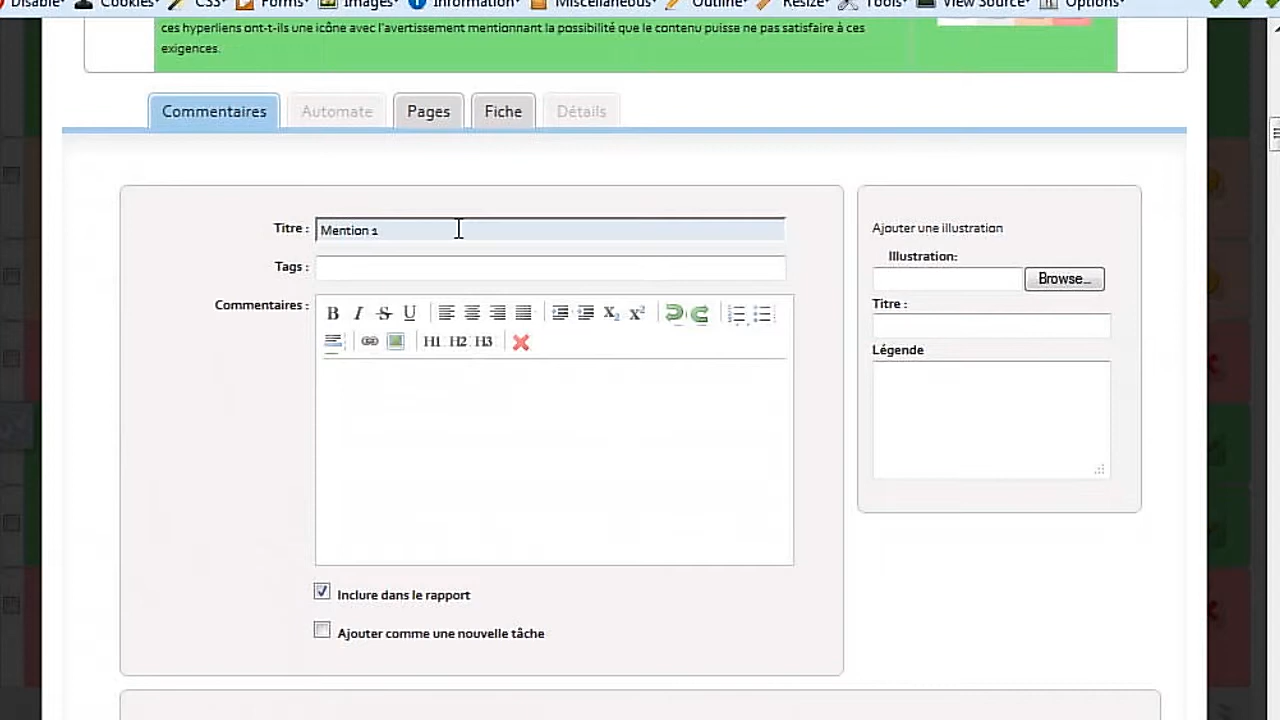 Disable Cookies CSS Forms Images Information Miscellaneous Outline Resize Tools View Source Options
ces hyperliens ont-t-ils une icône avec l'avertissement mentionnant la possibilité que le contenu puisse ne pas satisfaire à ces
exigences.
Commentaires Automate Pages Fiche Détails
Titre : Mention 1
Tags :
Commentaires :
B I S U X₂ X²
H1 H2 H3
Inclure dans le rapport
Ajouter comme une nouvelle tâche
Ajouter une illustration
Illustration:
Browse...
Titre :
Légende